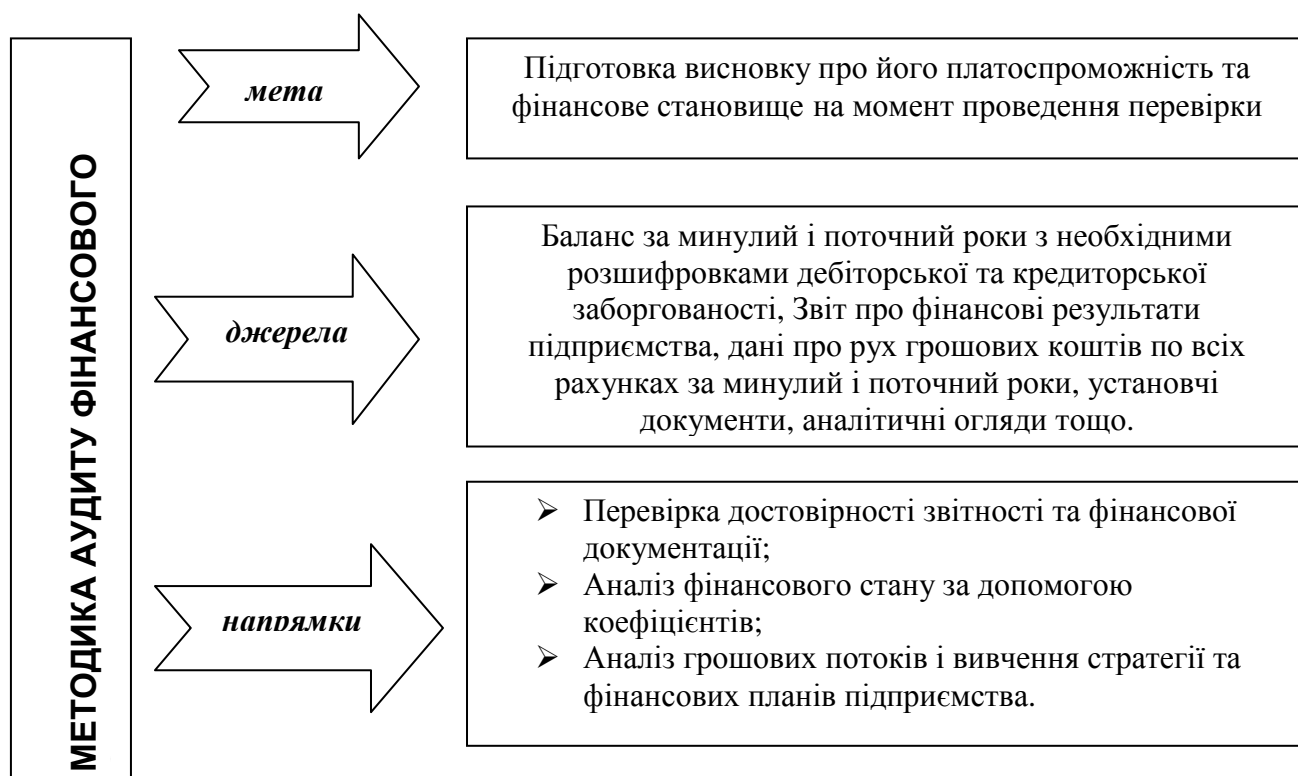 МЕТОДИКА АУДИТУ ФІНАНСОВОГО
мета
Підготовка висновку про його платоспроможність та
фінансове становище на момент проведення перевірки
джерела
Баланс за минулий і поточний роки з необхідними
розшифровками дебіторської та кредиторської
заборгованості, Звіт про фінансові результати
підприємства, дані про рух грошових коштів по всіх
рахунках за минулий і поточний роки, установчі
документи, аналітичні огляди тощо.
напрямки
➢ Перевірка достовірності звітності та фінансової
документації;
➢ Аналіз фінансового стану за допомогою
коефіцієнтів;
➢ Аналіз грошових потоків і вивчення стратегії та
фінансових планів підприємства.